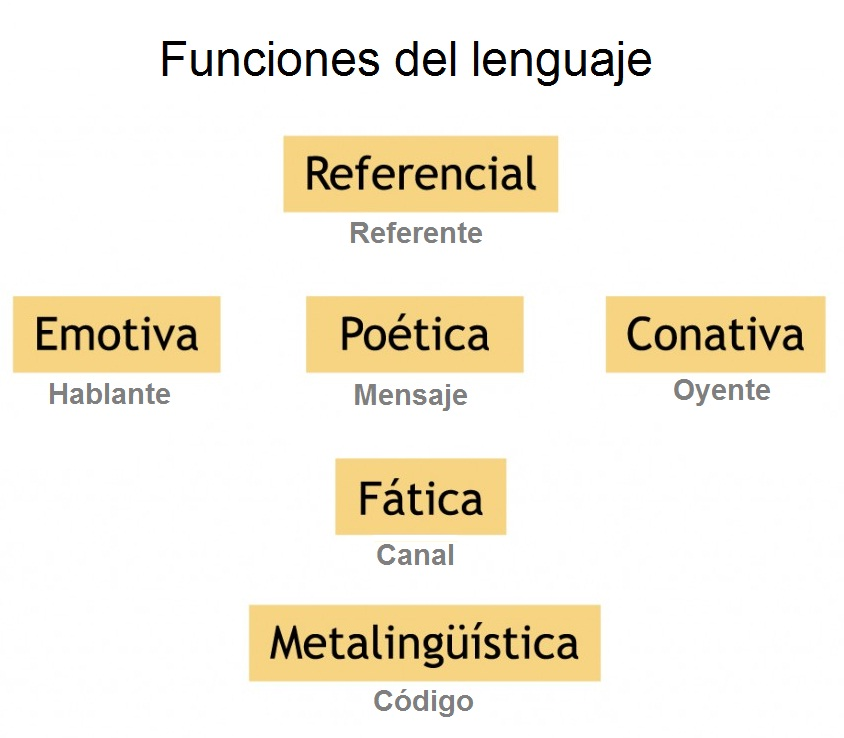 Funciones del lenguaje
Referencial
Referente
Emotiva
Hablante
Poética
Mensaje
Conativa
Oyente
Fática
Canal
Metalingüística
Código